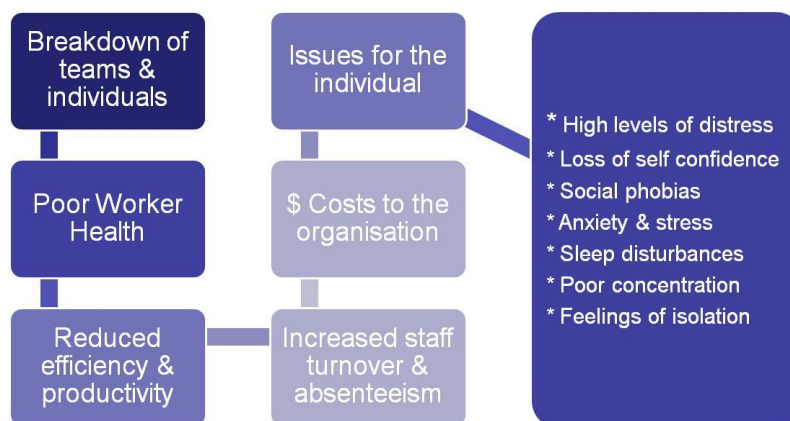 Breakdown of
teams &
individuals
Poor Worker
Health
Reduced
efficiency &
productivity
Increased staff
turnover &
absenteeism
$ Costs to the
organisation
Issues for the
individual
* High levels of distress
* Loss of self confidence
* Social phobias
* Anxiety & stress
* Sleep disturbances
* Poor concentration
* Feelings of isolation